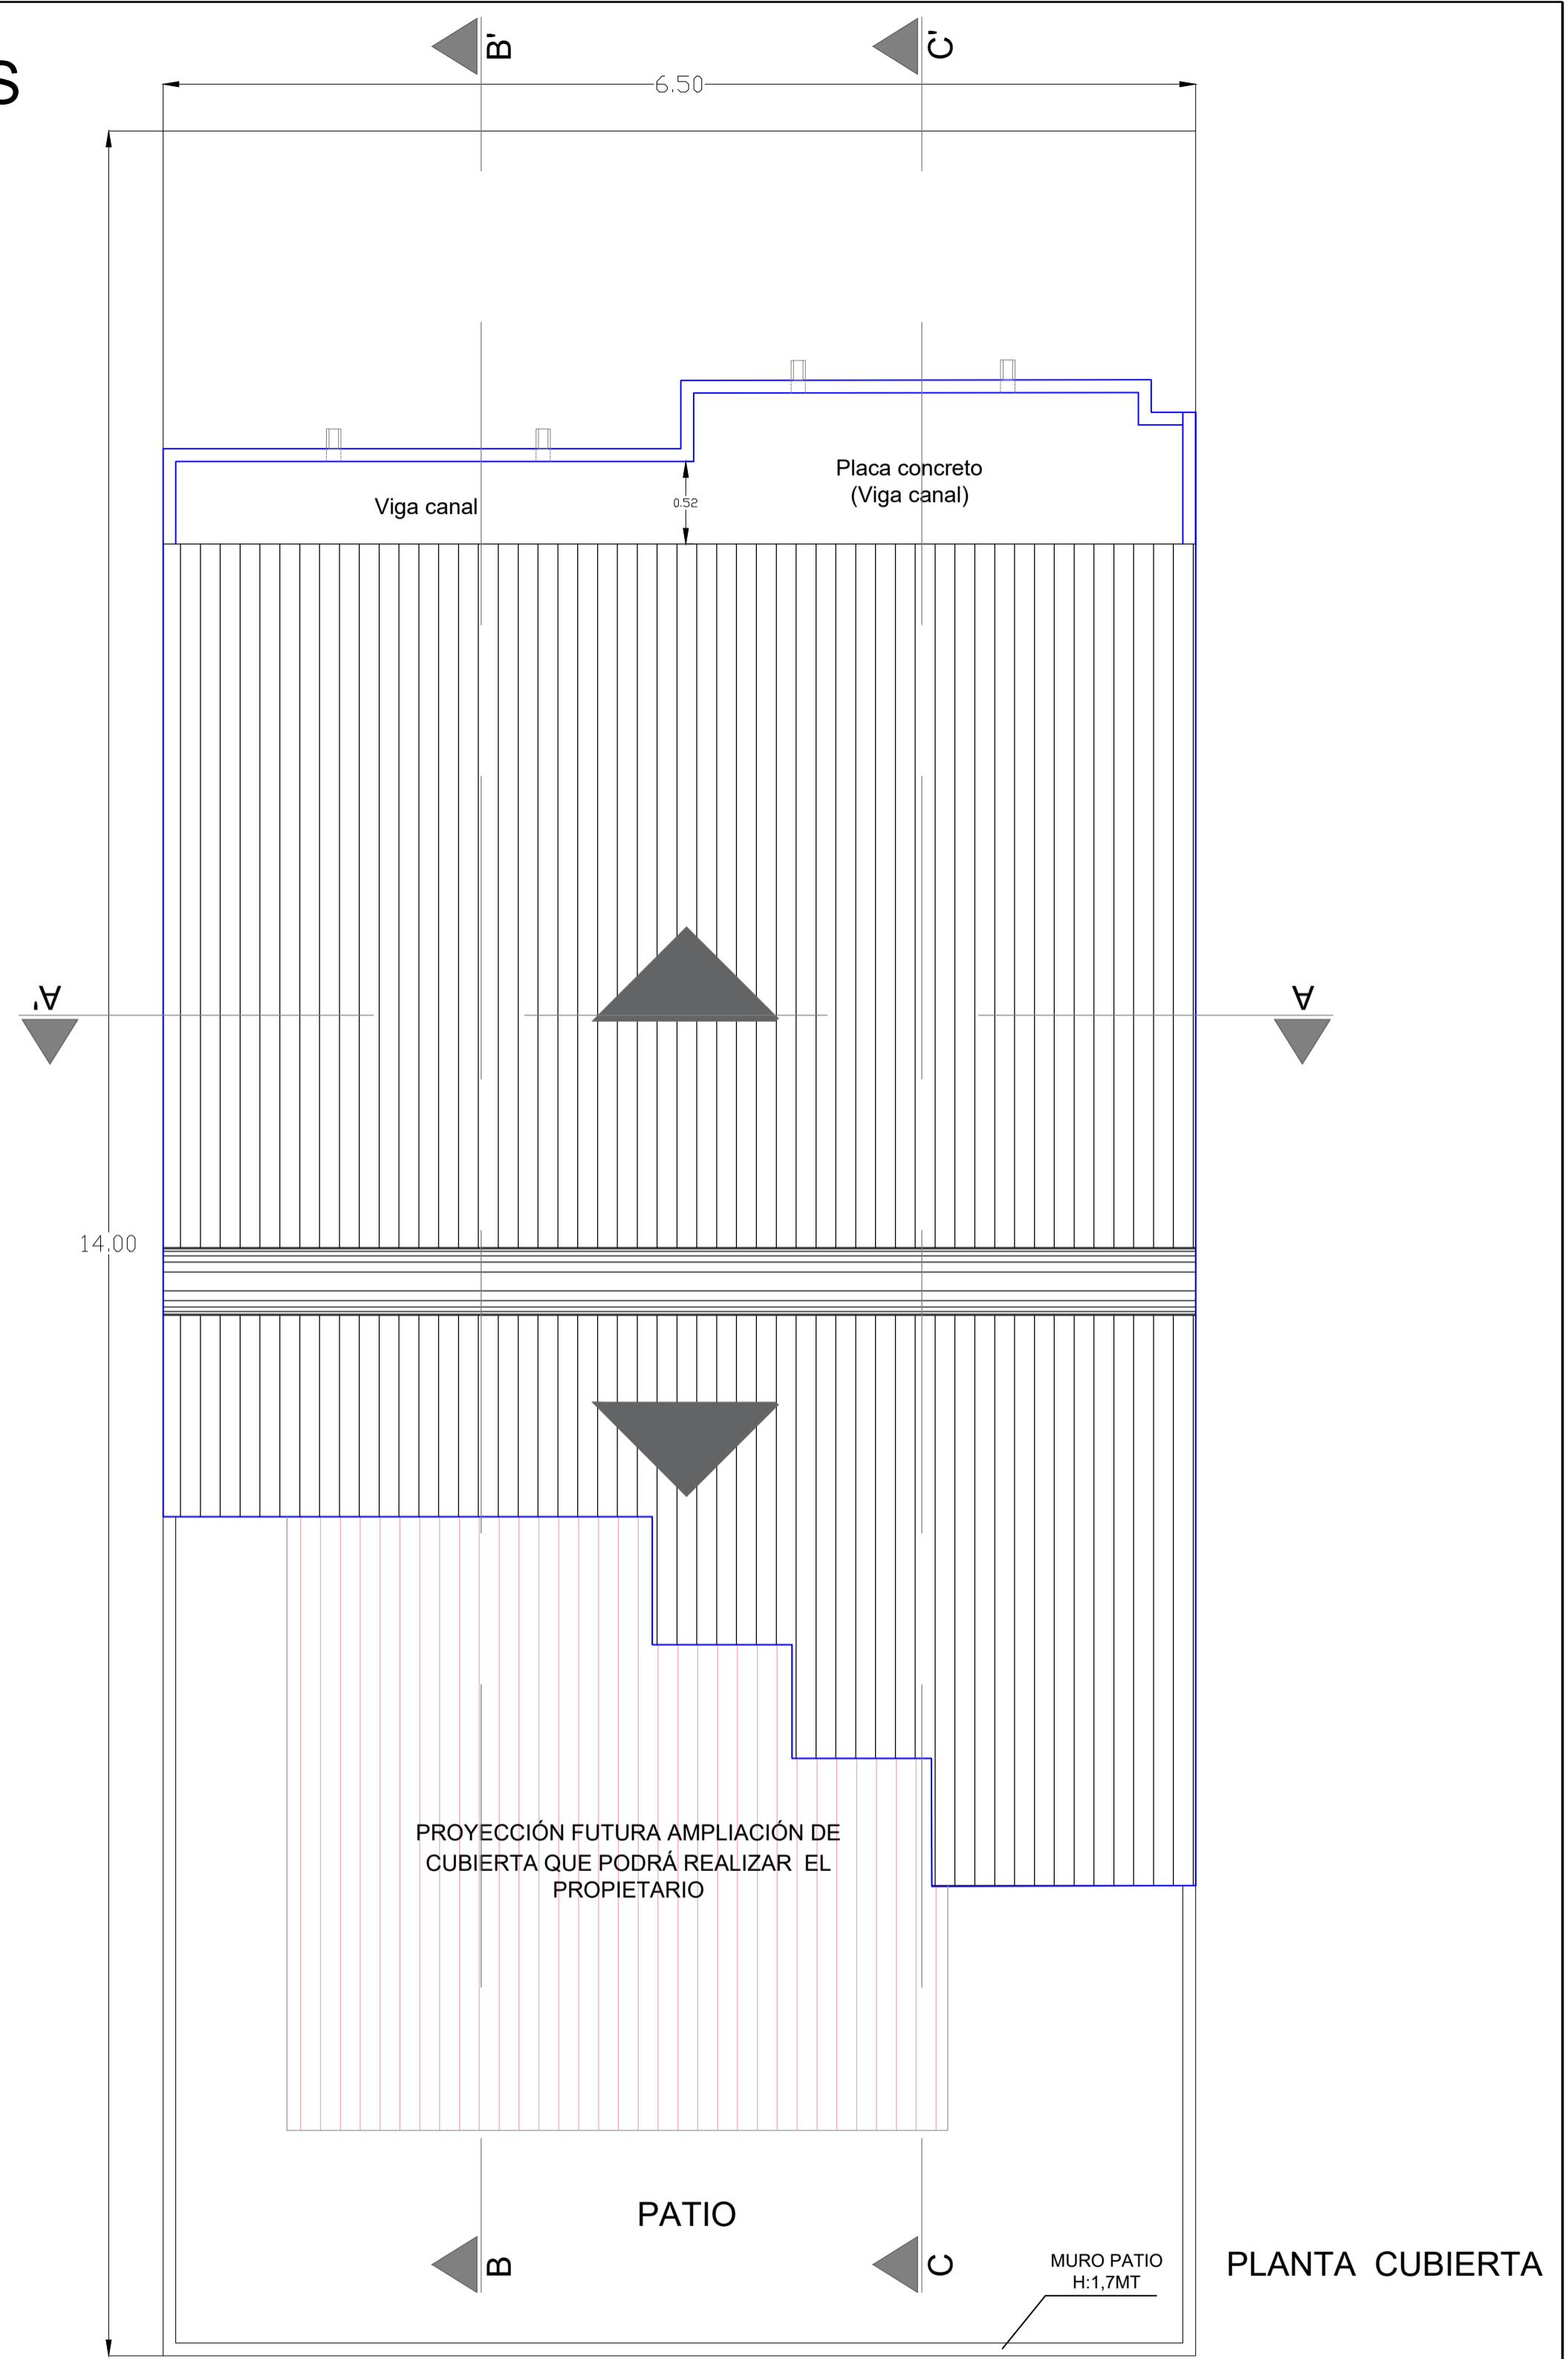 B'
C'
S
6.50
Placa concreto
(Viga canal)
Viga canal
0.52
A'
A
14.00
PROYECCIÓN FUTURA AMPLIACIÓN DE
CUBIERTA QUE PODRÁ REALIZAR EL
PROPIETARIO
PATIO
B
C
MURO PATIO
H:1,7MT
PLANTA CUBIERTA